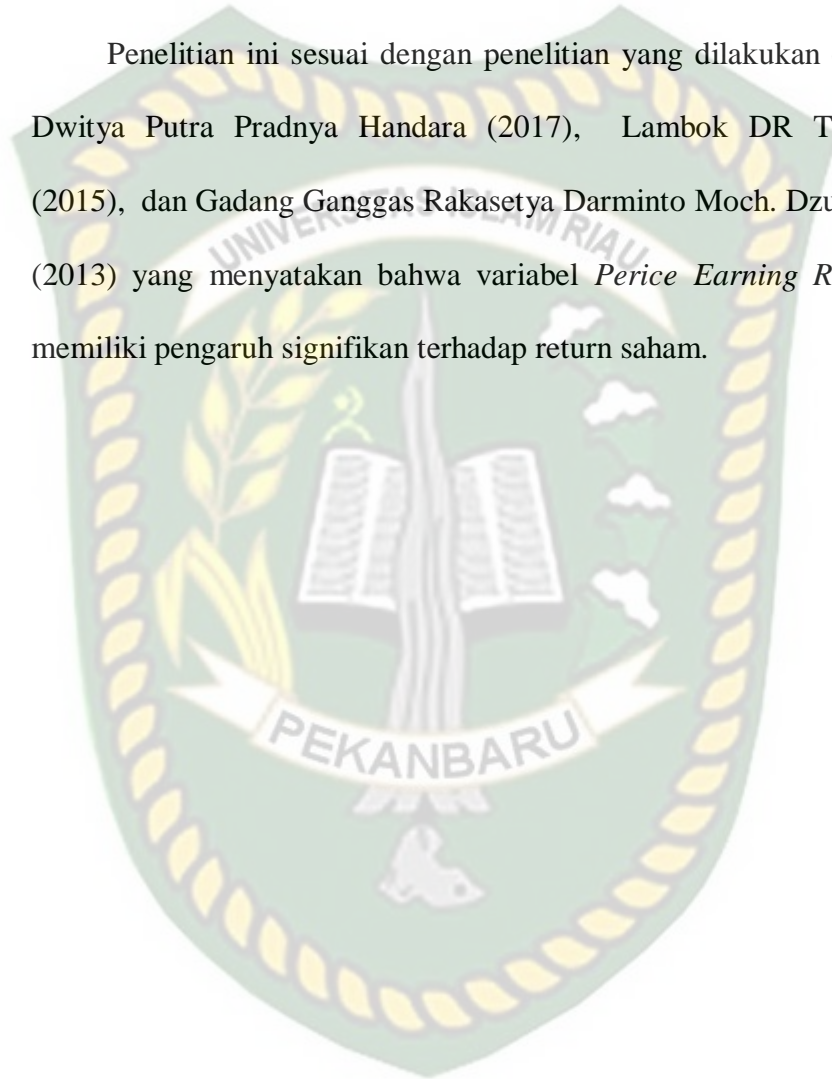 Penelitian ini sesuai dengan penelitian yang dilakukan
Dwitya Putra Pradnya Handara (2017), Lambok DR T
(2015), dan Gadang Ganggas Rakasetya Darminto Moch. Dzu
(2013) yang menyatakan bahwa variabel Perice Earning R
memiliki pengaruh signifikan terhadap return saham.
UNIVERSITAS ISLAM RIAU
PEKANBARU